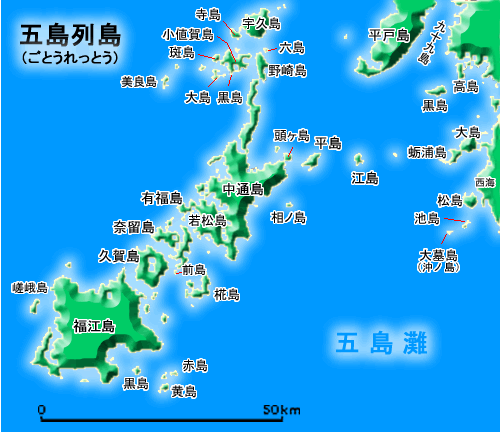 五島列島
(ごとうれっとう)
寺島
宇久島
小値賀島
六島
斑島
野崎島
美良島
大島
黒島
平戸島
九十九島
高島
黒島
大島
蛎浦島
頭ヶ島
平島
江島
西海
中通島
松島
有福島
若松島
相ノ島
池島
奈留島
大墓島
(沖ノ島)
久賀島
前島
嵯峨島
椛島
福江島
五島灘
赤島
黒島
黄島
0
50km